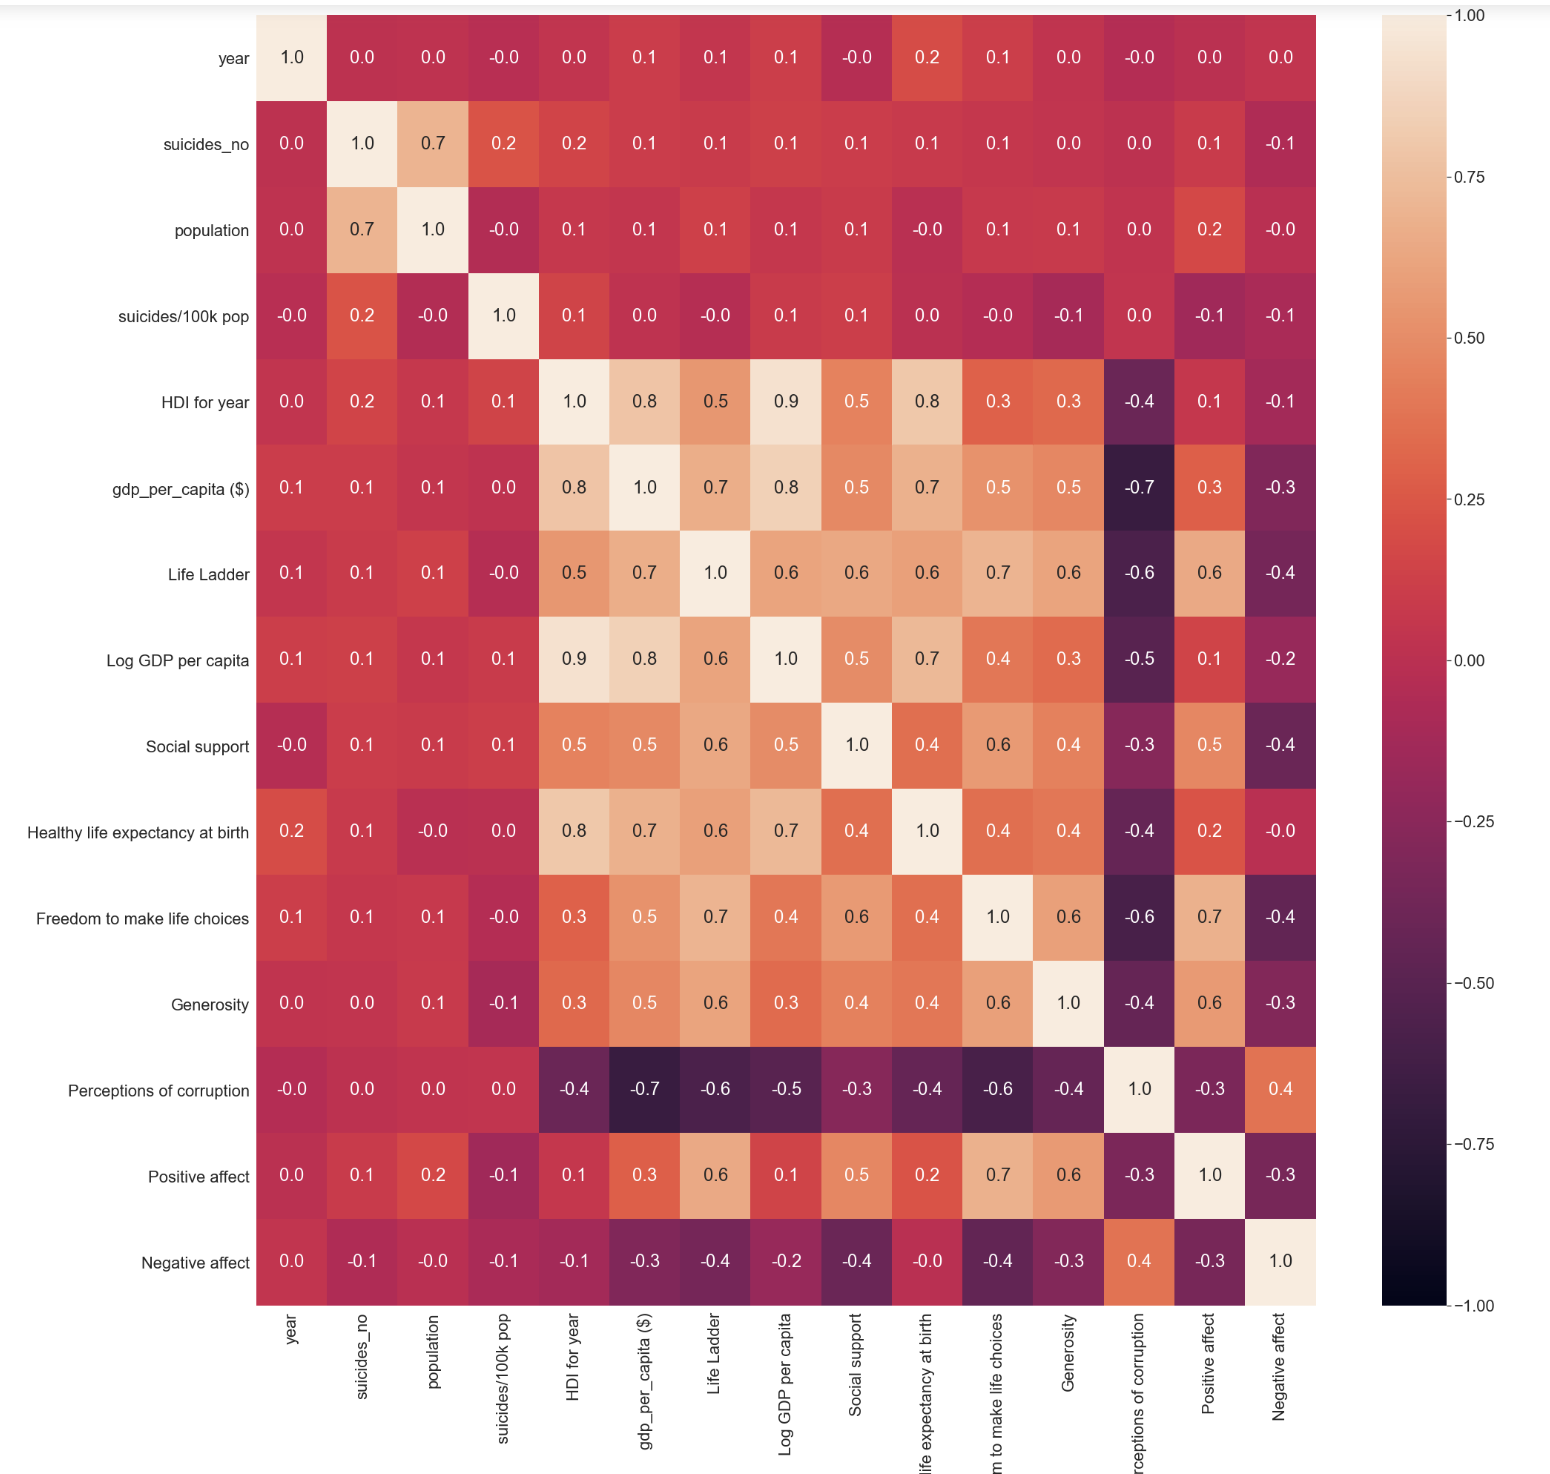 year 1.0 0.0 0.0 -0.0 0.0 0.1 0.1 0.1 -0.0 0.2 0.1 0.0 -0.0 0.0 0.0
suicides_no 0.0 1.0 0.7 0.2 0.2 0.1 0.1 0.1 0.1 0.1 0.1 0.0 0.0 0.1 -0.1
population 0.0 0.7 1.0 -0.0 0.1 0.1 0.1 0.1 0.1 -0.0 0.1 0.1 0.0 0.2 -0.0
suicides/100k pop -0.0 0.2 -0.0 1.0 0.1 0.0 -0.0 0.1 0.1 0.0 -0.0 -0.1 0.0 -0.1 -0.1
HDI for year 0.0 0.2 0.1 0.1 1.0 0.8 0.5 0.9 0.5 0.8 0.3 0.3 -0.4 0.1 -0.1
gdp_per_capita ($) 0.1 0.1 0.1 0.0 0.8 1.0 0.7 0.8 0.5 0.7 0.5 0.5 -0.7 0.3 -0.3
Life Ladder 0.1 0.1 0.1 -0.0 0.5 0.7 1.0 0.6 0.6 0.6 0.7 0.6 -0.6 0.6 -0.4
Log GDP per capita 0.1 0.1 0.1 0.1 0.9 0.8 0.6 1.0 0.5 0.7 0.4 0.3 -0.5 0.1 -0.2
Social support -0.0 0.1 0.1 0.1 0.5 0.5 0.6 0.5 1.0 0.4 0.6 0.4 -0.3 0.5 -0.4
Healthy life expectancy at birth 0.2 0.1 -0.0 0.0 0.8 0.7 0.6 0.7 0.4 1.0 0.4 0.4 -0.4 0.2 -0.0
Freedom to make life choices 0.1 0.1 0.1 -0.0 0.3 0.5 0.7 0.4 0.6 0.4 1.0 0.6 -0.6 0.7 -0.4
Generosity 0.0 0.0 0.1 -0.1 0.3 0.5 0.6 0.3 0.4 0.4 0.6 1.0 -0.4 0.6 -0.3
Perceptions of corruption -0.0 0.0 0.0 0.0 -0.4 -0.7 -0.6 -0.5 -0.3 -0.4 -0.6 -0.4 1.0 -0.3 0.4
Positive affect 0.0 0.1 0.2 -0.1 0.1 0.3 0.6 0.1 0.5 0.2 0.7 0.6 -0.3 1.0 -0.3
Negative affect 0.0 -0.1 -0.0 -0.1 -0.1 -0.3 -0.4 -0.2 -0.4 -0.0 -0.4 -0.3 0.4 -0.3 1.0
year
suicides_no
population
suicides/100k pop
HDI for year
gdp_per_capita ($)
Life Ladder
Log GDP per capita
Social support
life expectancy at birth
m to make life choices
Generosity
rceptions of corruption
Positive affect
Negative affect
1.00
0.75
0.50
0.25
0.00
−0.25
−0.50
−0.75
−1.00